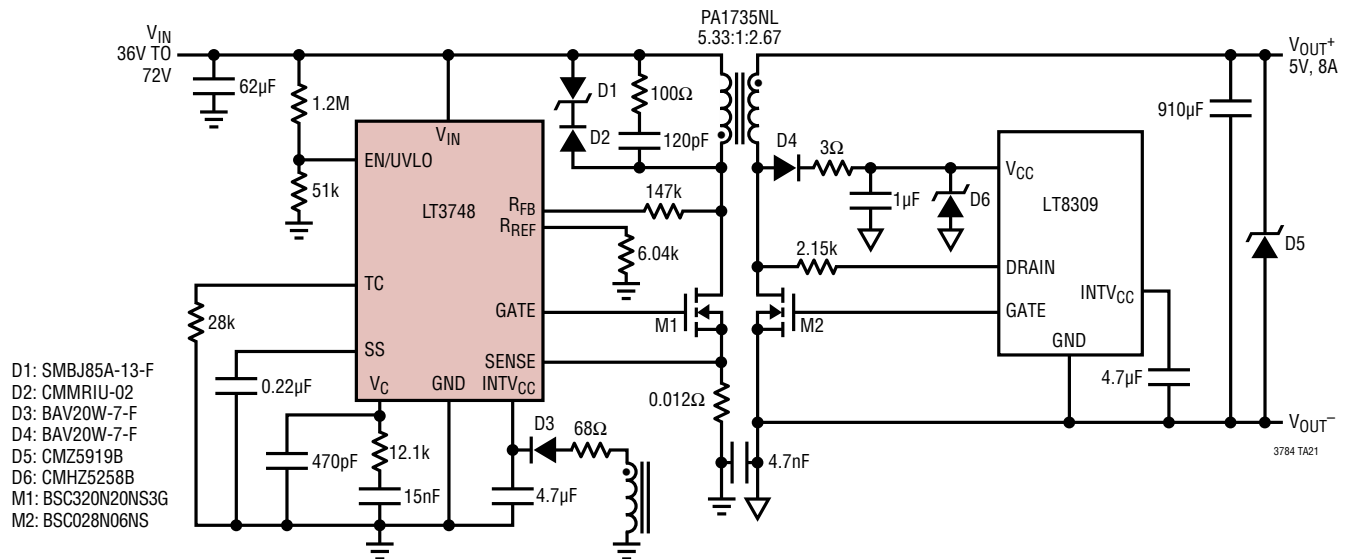 PA1735NL
5.33:1:2.67
VIN
36V TO
72V
VOUT+
5V, 8A
62µF
1.2M
D1
100Ω
D2
120pF
D4
3Ω
910µF
VIN
EN/UVLO
VCC
51k
LT3748
RFB
147k
1µF
D6
LT8309
RREF
6.04k
2.15k
D5
TC
DRAIN
INTVCC
28k
GATE
M1
M2
GATE
GND
SS
SENSE
4.7µF
0.22µF
VC
GND
INTVCC
0.012Ω
VOUT–
D3
68Ω
3784 TA21
470pF
12.1k
4.7nF
15nF
4.7µF
D1: SMBJ85A-13-F
D2: CMMRIU-02
D3: BAV20W-7-F
D4: BAV20W-7-F
D5: CMZ5919B
D6: CMHZ5258B
M1: BSC320N20NS3G
M2: BSC028N06NS